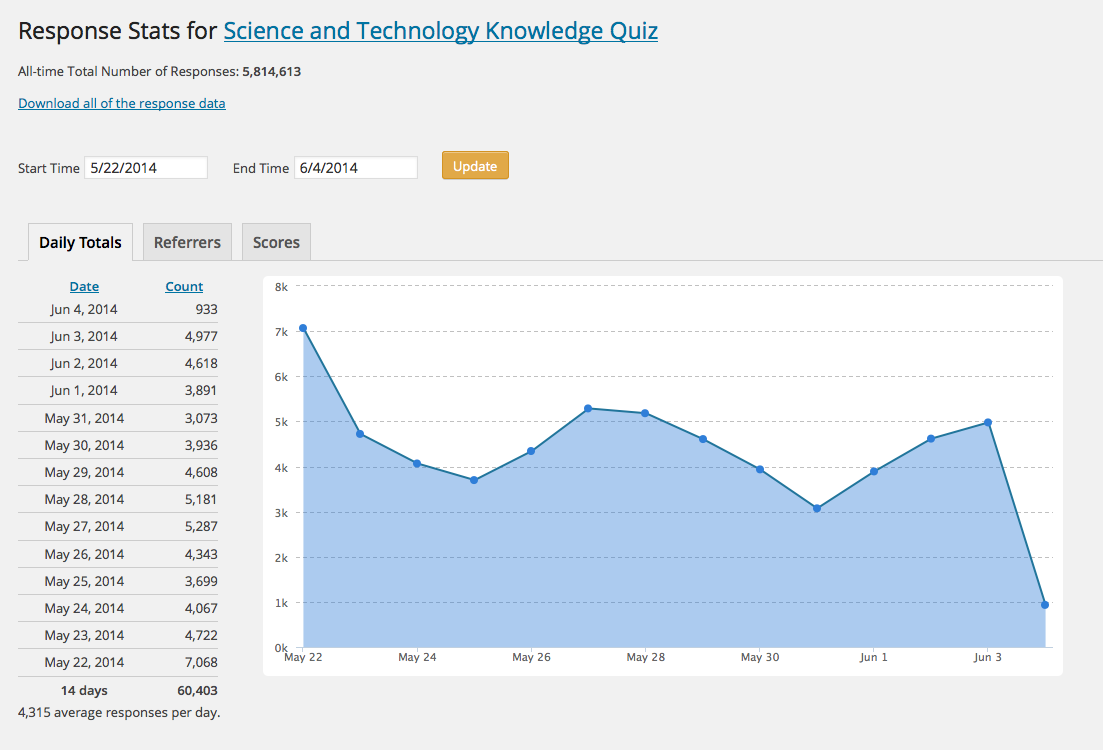 Response Stats for Science and Technology Knowledge Quiz
All-time Total Number of Responses: 5,814,613
Download all of the response data
Start Time 5/22/2014 End Time 6/4/2014 Update
Daily Totals Referrers Scores
Date Count
Jun 4, 2014 933
Jun 3, 2014 4,977
Jun 2, 2014 4,618
Jun 1, 2014 3,891
May 31, 2014 3,073
May 30, 2014 3,936
May 29, 2014 4,608
May 28, 2014 5,181
May 27, 2014 5,287
May 26, 2014 4,343
May 25, 2014 3,699
May 24, 2014 4,067
May 23, 2014 4,722
May 22, 2014 7,068
14 days 60,403
4,315 average responses per day.
8k
7k
6k
5k
4k
3k
2k
1k
0k
May 22 May 24 May 26 May 28 May 30 Jun 1 Jun 3